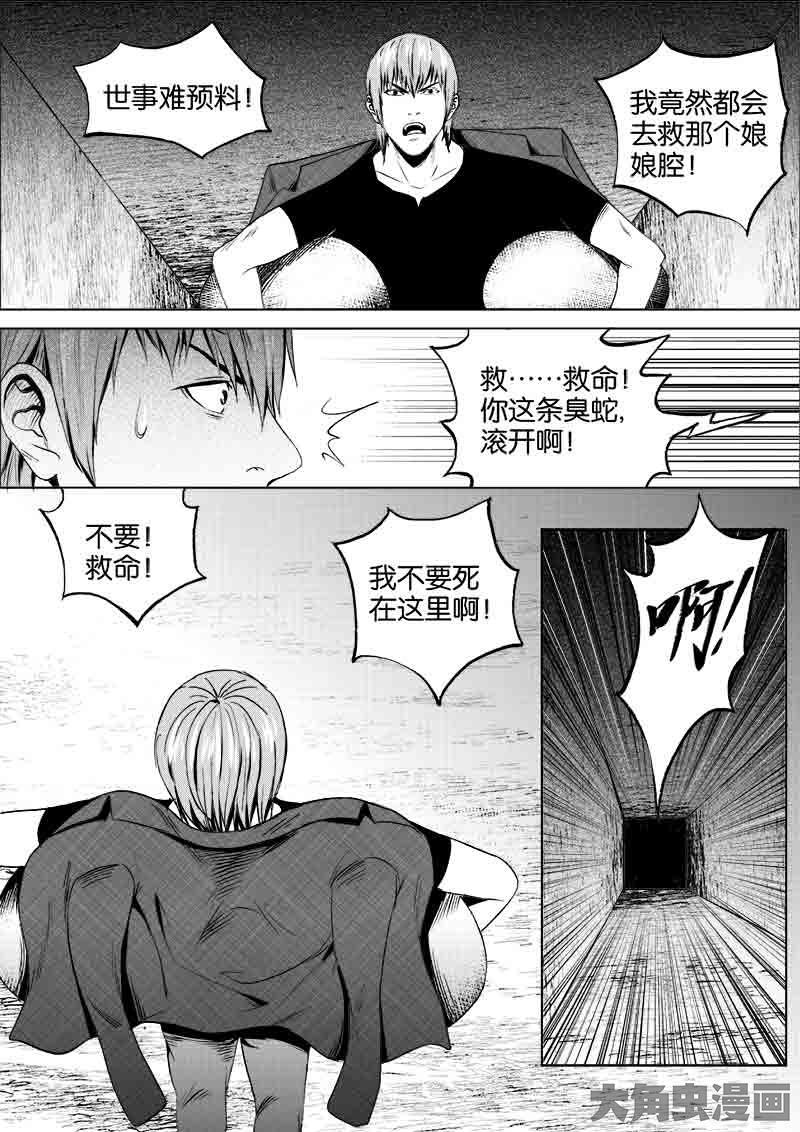 世事难预料！
我竟然都会
去救那个娘
娘腔！
救……救命！
你这条臭蛇，
滚开啊！
不要！
救命！
我不要死
在这里啊！
啊！
大角虫漫画